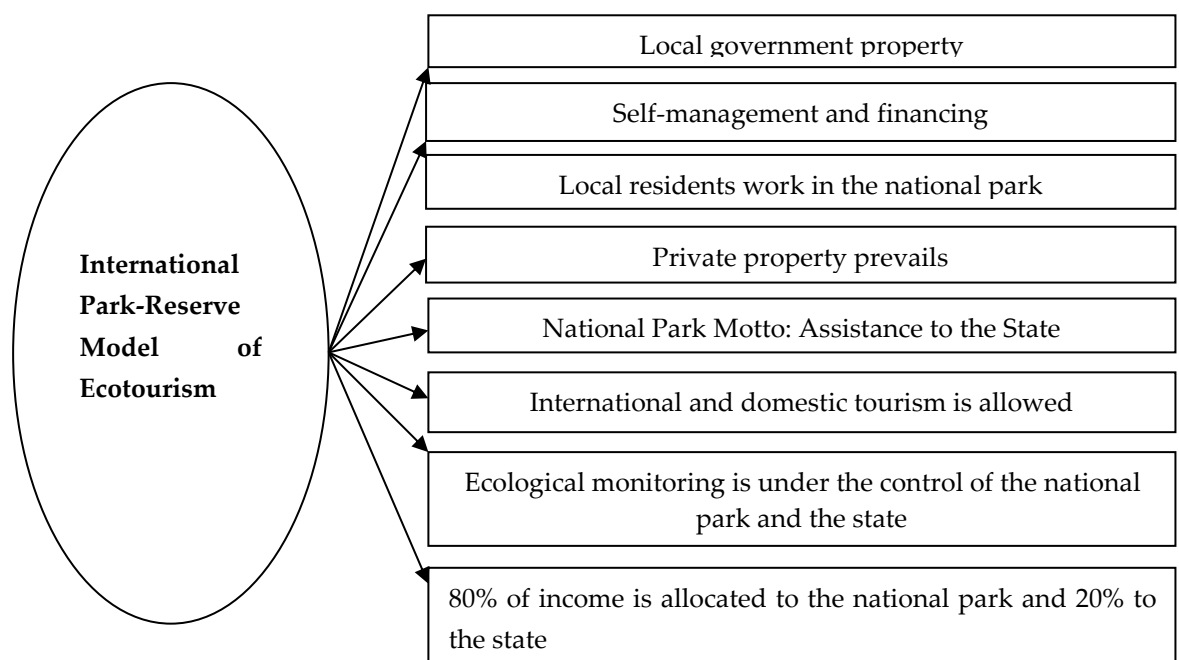 Local government property
Self-management and financing
Local residents work in the national park
Private property prevails
National Park Motto: Assistance to the State
International and domestic tourism is allowed
Ecological monitoring is under the control of the national
park and the state
80% of income is allocated to the national park and 20% to
the state
International
Park-Reserve
Model of
Ecotourism